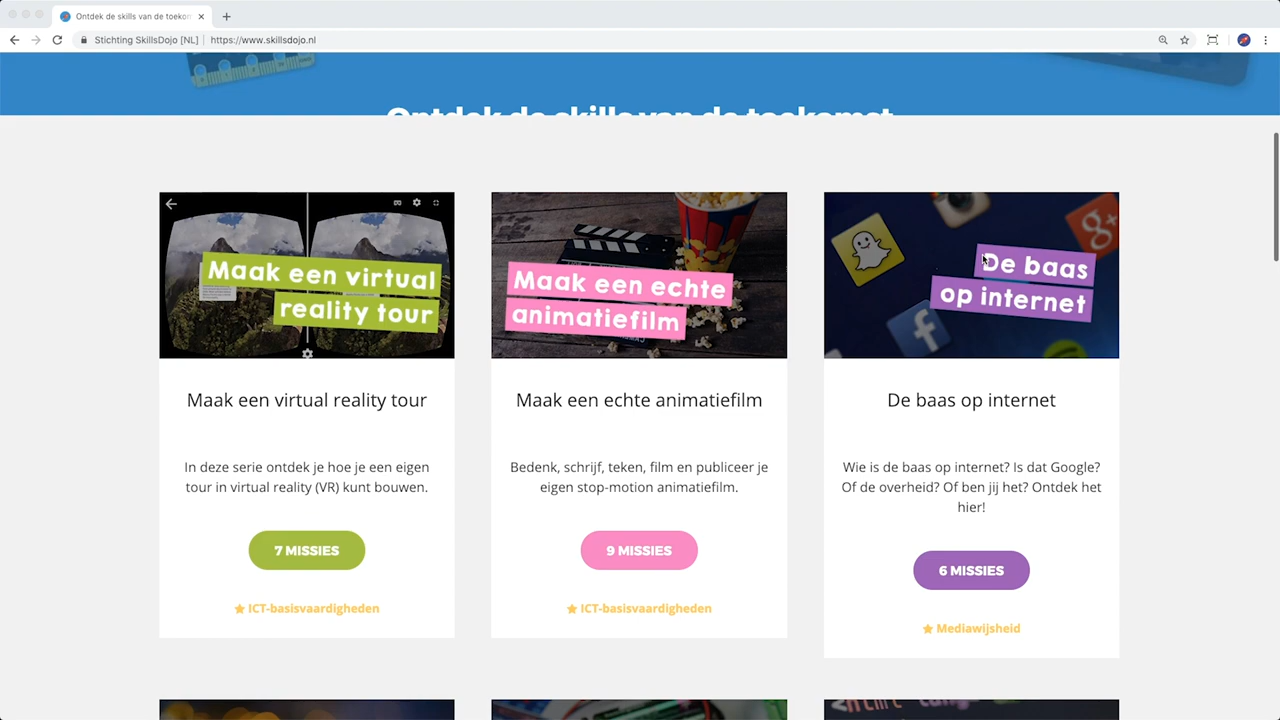 Ontdek de skills van de toekom
Stichting SkillsDojo [NL]
https://www.skillsdojo.nl
Ontdek de skills van de toekomst
Maak een virtual
reality tour
Maak een echte
animatiefilm
De baas
op internet
Maak een virtual reality tour
In deze serie ontdek je hoe je een eigen
tour in virtual reality (VR) kunt bouwen.
7 MISSIES
ICT-basisvaardigheden
Maak een echte animatiefilm
Bedenk, schrijf, teken, film en publiceer je
eigen stop-motion animatiefilm.
9 MISSIES
ICT-basisvaardigheden
De baas op internet
Wie is de baas op internet? Is dat Google?
Of de overheid? Of ben jij het? Ontdek het
hier!
6 MISSIES
Mediawijsheid